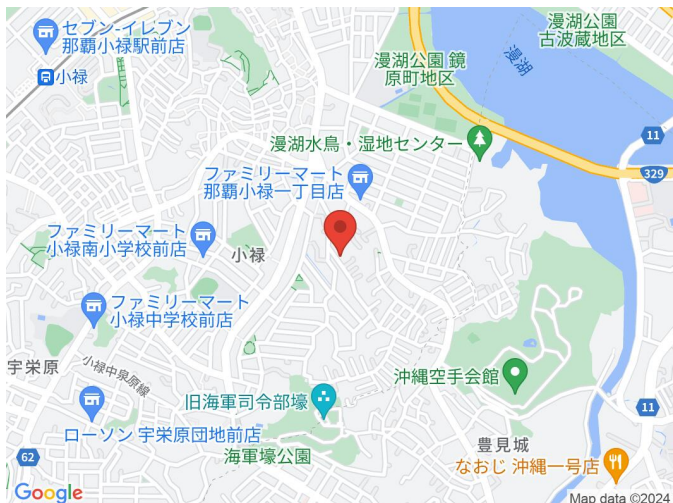 セブン-イレブン
那覇小禄駅前店
小禄
漫湖公園
古波蔵地区
漫湖公園 鏡
原町地区
漫湖
漫湖水鳥・湿地センター
11
329
ファミリーマート
那覇小禄一丁目店
ファミリーマート
小禄南小学校前店
小禄
ファミリーマート
小禄中学校前店
宇栄原
小禄中泉原線
沖縄空手会館
旧海軍司令部壕
ローソン 宇栄原団地前店
11
豊見城
海軍壕公園
62
なおじ 沖縄一号店
Google
Map data ©2024